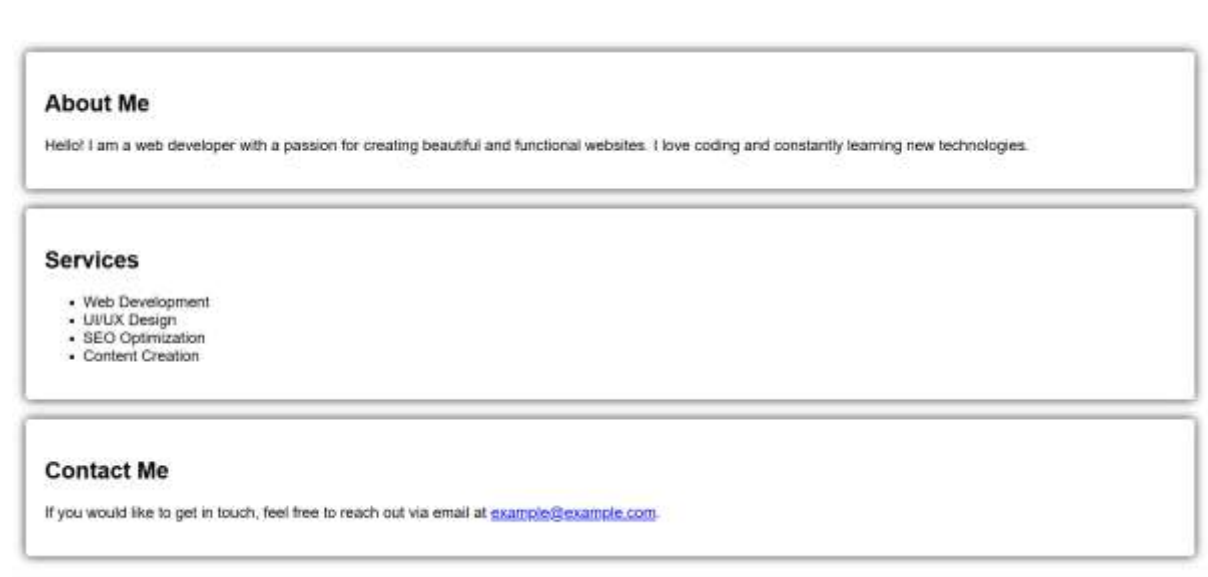 About Me
Hello! I am a web developer with a passion for creating beautiful and functional websites. I love coding and constantly learning new technologies.
Services
• Web Development
• UI/UX Design
• SEO Optimization
• Content Creation
Contact Me
If you would like to get in touch, feel free to reach out via email at example@example.com.